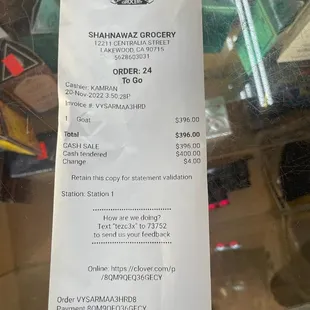 GROCERY
SHAHNAWAZ GROCERY
12211 CENTRALIA STREET
LAKEWOOD, CA 90715
5628603031
ORDER: 24
To Go
Cashier: KAMRAN
20-Nov-2022 3:50:28P
Invoice #: VYSARMAA3HRD
1 Goat $396.00
Total $396.00
CASH SALE $396.00
Cash tendered $400.00
Change $4.00
Retain this copy for statement validation
Station: Station 1
How are we doing?
Text "tezc3x" to 73752
to send us your feedback
Online: https://clover.com/p
/8QM9QEQ36GECY
Order VYSARMAA3HRD8
Payment 8QM9QEQ36GECY